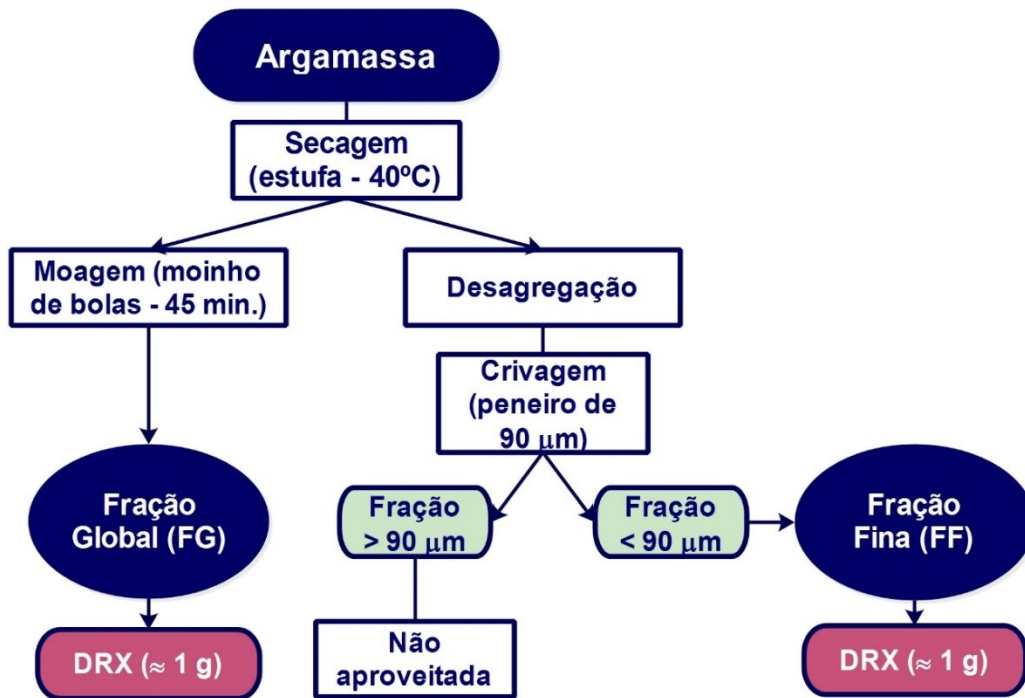 Argamassa
Secagem
(estufa - 40ºC)
Moagem (moinho
de bolas - 45 min.)
Desagregação
Crivagem
(peneiro de
90 μm)
Fração
Global (FG)
Fração
> 90 μm
Fração
< 90 μm
Fração
Fina (FF)
DRX (≈ 1 g)
Não
aproveitada
DRX (≈ 1 g)